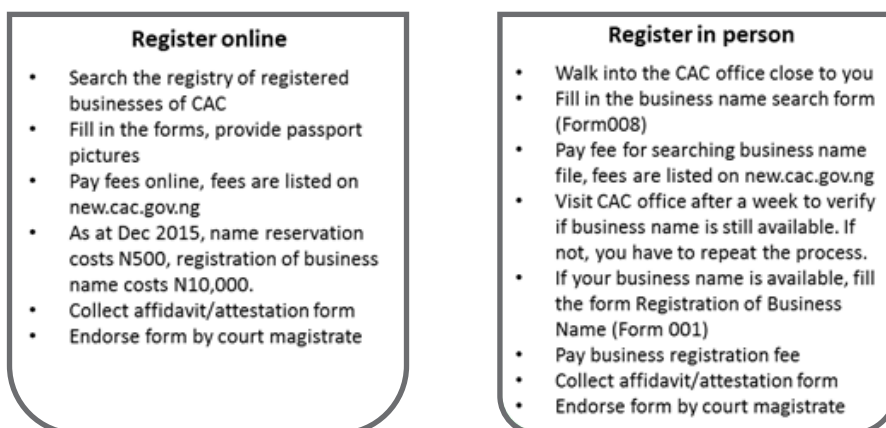 Register online
• Search the registry of registered
businesses of CAC
• Fill in the forms, provide passport
pictures
• Pay fees online, fees are listed on
new.cac.gov.ng
• As at Dec 2015, name reservation
costs N500, registration of business
name costs N10,000.
• Collect affidavit/attestation form
• Endorse form by court magistrate
Register in person
• Walk into the CAC office close to you
• Fill in the business name search form
(Form008)
• Pay fee for searching business name
file, fees are listed on new.cac.gov.ng
• Visit CAC office after a week to verify
if business name is still available. If
not, you have to repeat the process.
• If your business name is available, fill
the form Registration of Business
Name (Form 001)
• Pay business registration fee
• Collect affidavit/attestation form
• Endorse form by court magistrate